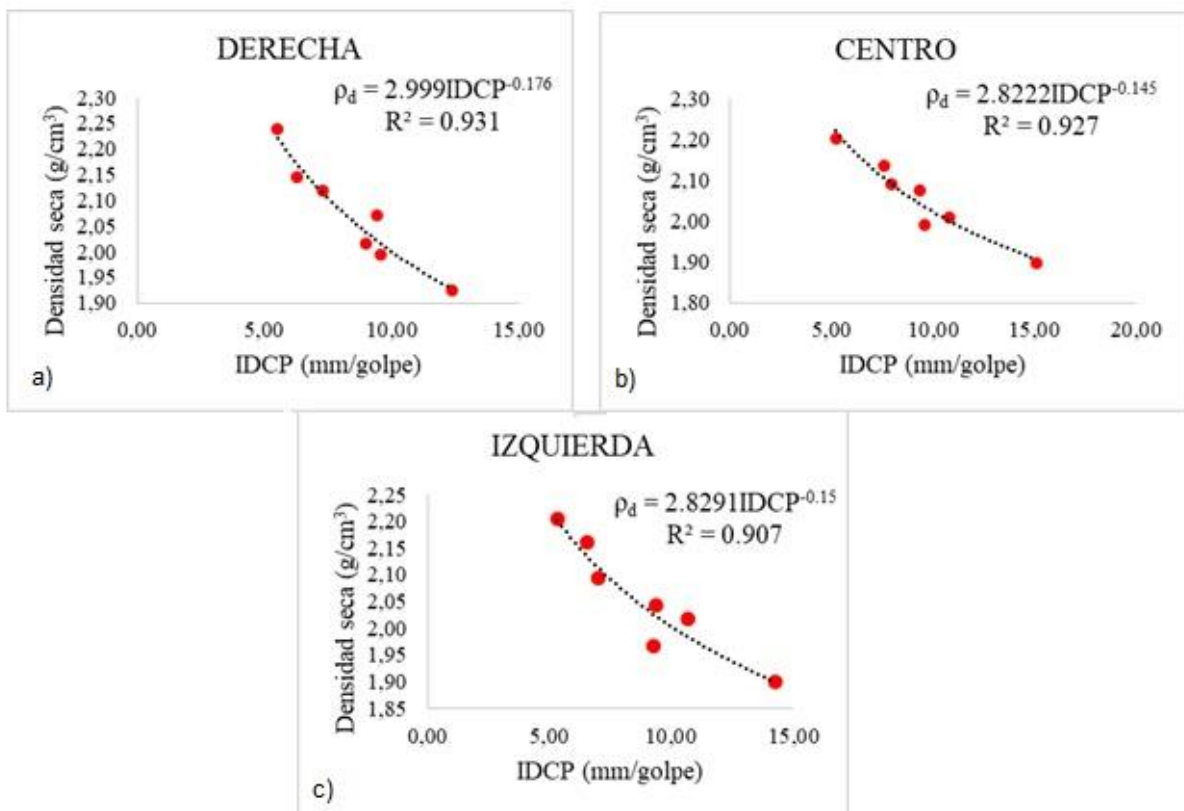 DERECHA
ρd = 2.999IDCP^-0.176
R² = 0.931
Densidad seca (g/cm³)
2,30
2,25
2,20
2,15
2,10
2,05
2,00
1,95
1,90
0,00 5,00 10,00 15,00
IDCP (mm/golpe)
a)
CENTRO
ρd = 2.8222IDCP^-0.145
R² = 0.927
Densidad seca (g/cm³)
2,30
2,20
2,10
2,00
1,90
1,80
0,00 5,00 10,00 15,00 20,00
IDCP (mm/golpe)
b)
IZQUIERDA
ρd = 2.8291IDCP^-0.15
R² = 0.907
Densidad seca (g/cm³)
2,25
2,20
2,15
2,10
2,05
2,00
1,95
1,90
1,85
0,00 5,00 10,00 15,00
IDCP (mm/golpe)
c)